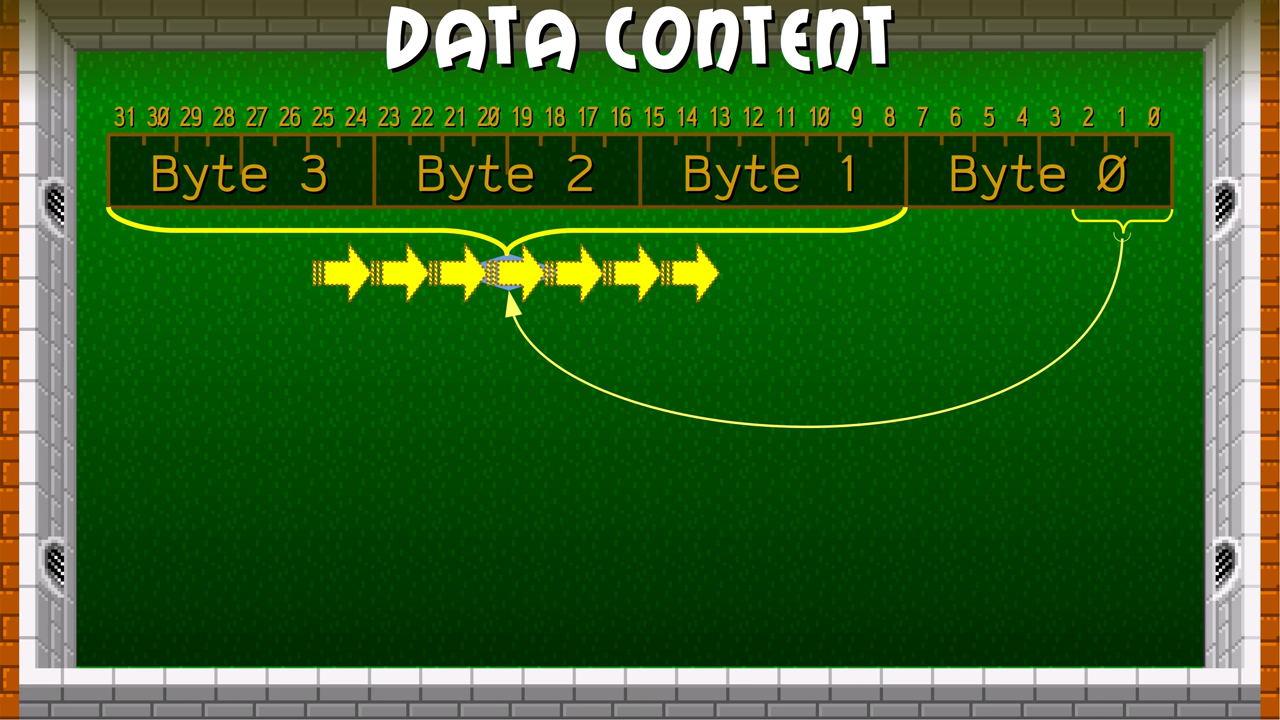 DATA CONTENT
31 30 29 28 27 26 25 24 23 22 21 20 19 18 17 16 15 14 13 12 11 10 9 8 7 6 5 4 3 2 1 0
Byte 3 Byte 2 Byte 1 Byte 0